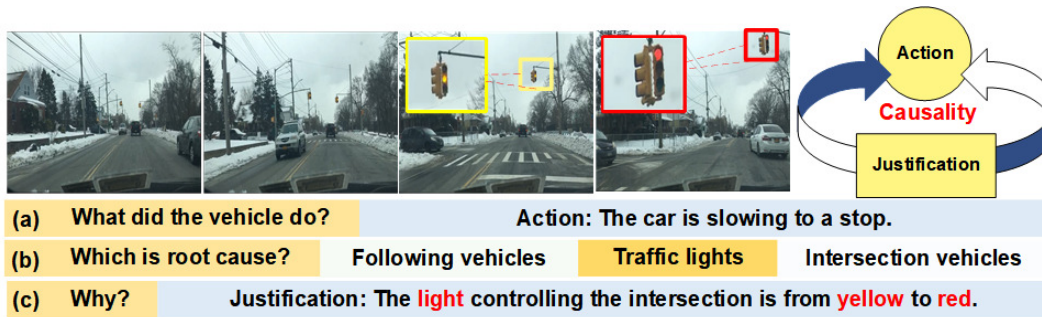 Action
Causality
Justification
(a) What did the vehicle do? Action: The car is slowing to a stop.
(b) Which is root cause? Following vehicles Traffic lights Intersection vehicles
(c) Why? Justification: The light controlling the intersection is from yellow to red.